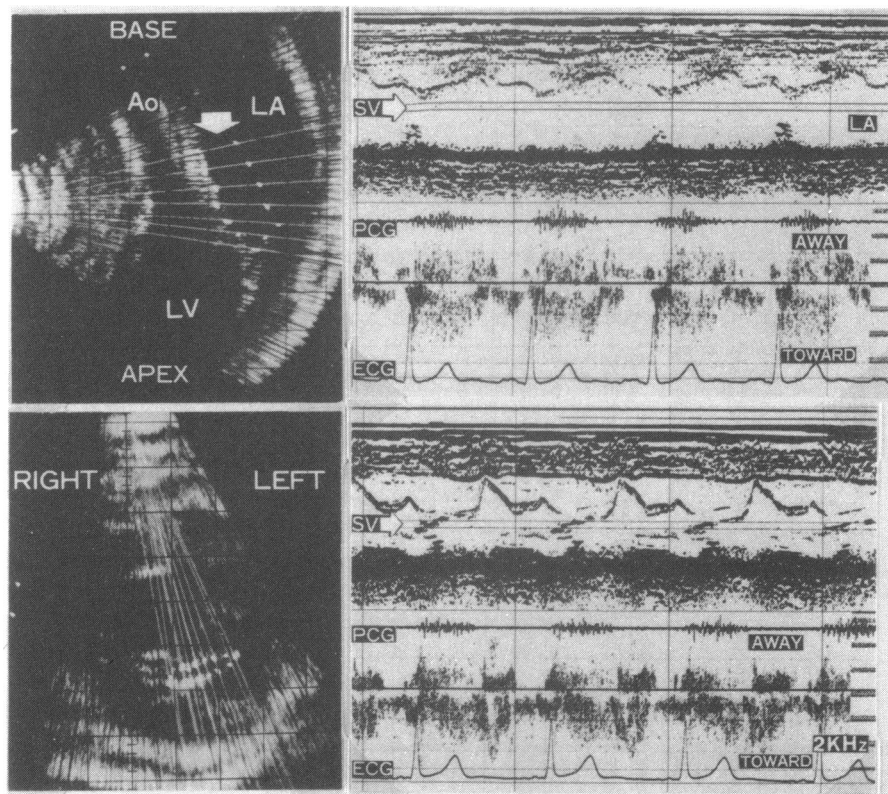 BASE
Ao
LA
LV
APEX
SV
LA
PCG
AWAY
TOWARD
ECG
RIGHT
LEFT
SV
PCG
AWAY
2KHz
TOWARD
ECG